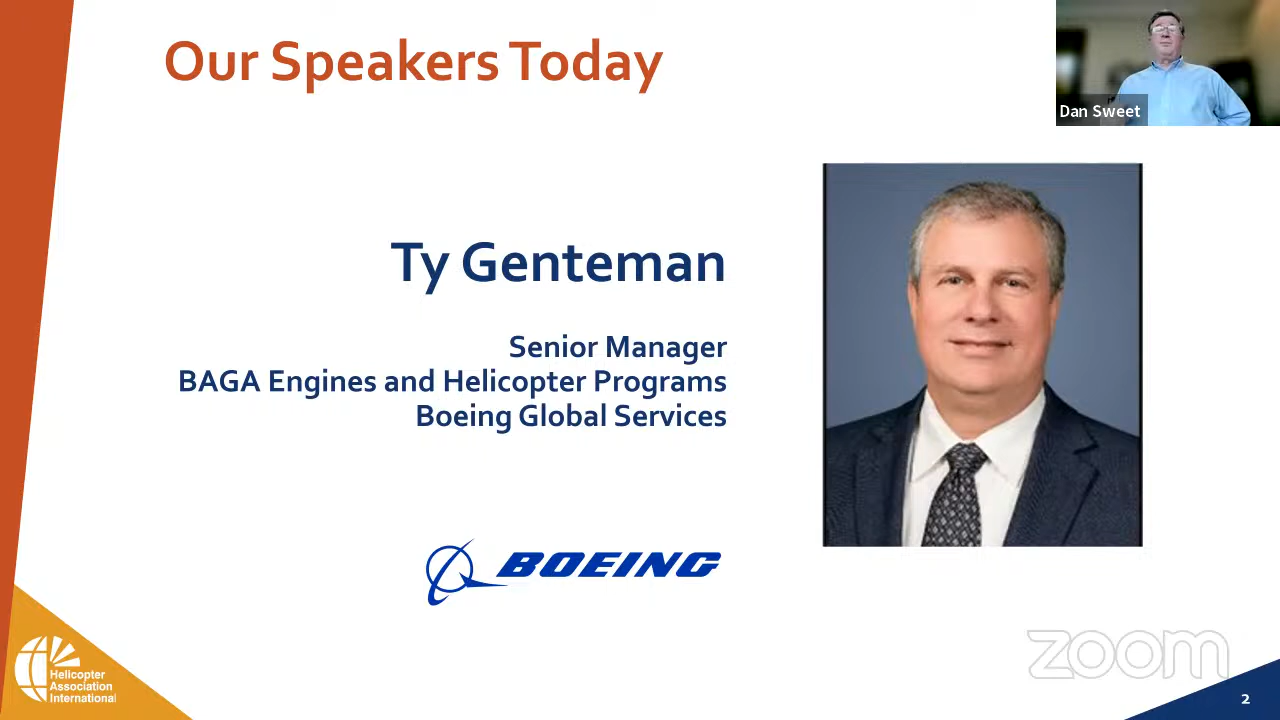 Our Speakers Today
Dan Sweet
Ty Genteman
Senior Manager
BAGA Engines and Helicopter Programs
Boeing Global Services
BOEING
Helicopter
Association
International
zoom
2